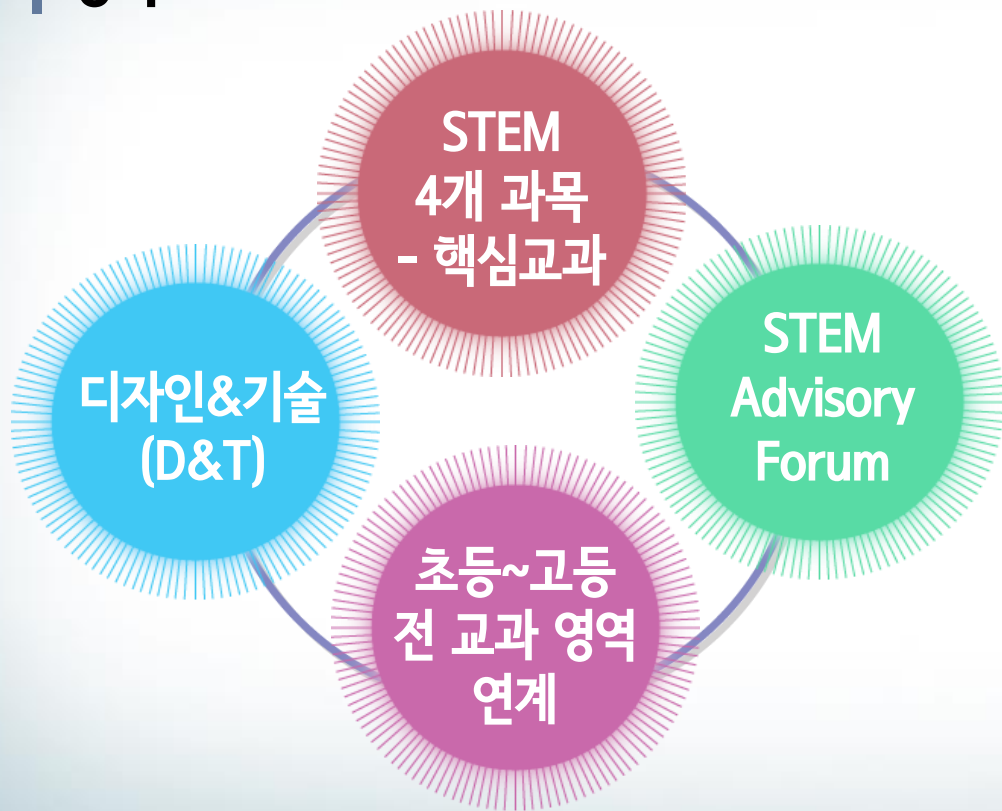 STEM
4개 과목
- 핵심교과
STEM
Advisory
Forum
디자인&기술
(D&T)
초등~고등
전 교과 영역
연계